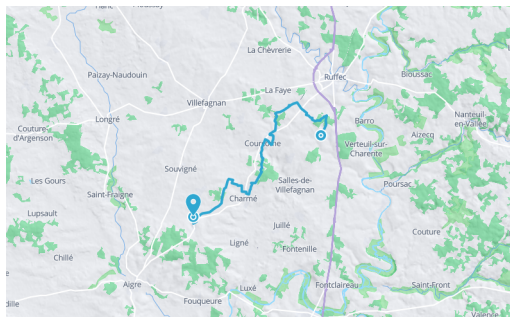 La Chèvrerie
Ruffec
Bioussac
Paizay-Naudouin
La Faye
Villefagnan
Nanteuil-
en-Vallée
Longré
Barro
Couture-
d'Argenson
Aizecq
Verteuil-sur-
Charente
Souvigné
Salles-de-
Villefagnan
Les Gours
Poursac
Saint-Fraigne
Charmé
Lupsault
Juillé
Couture
Ligné
Fontenille
Chillé
Aigre
Luxé
Fontclaireau
Saint-Front
Fouqueure